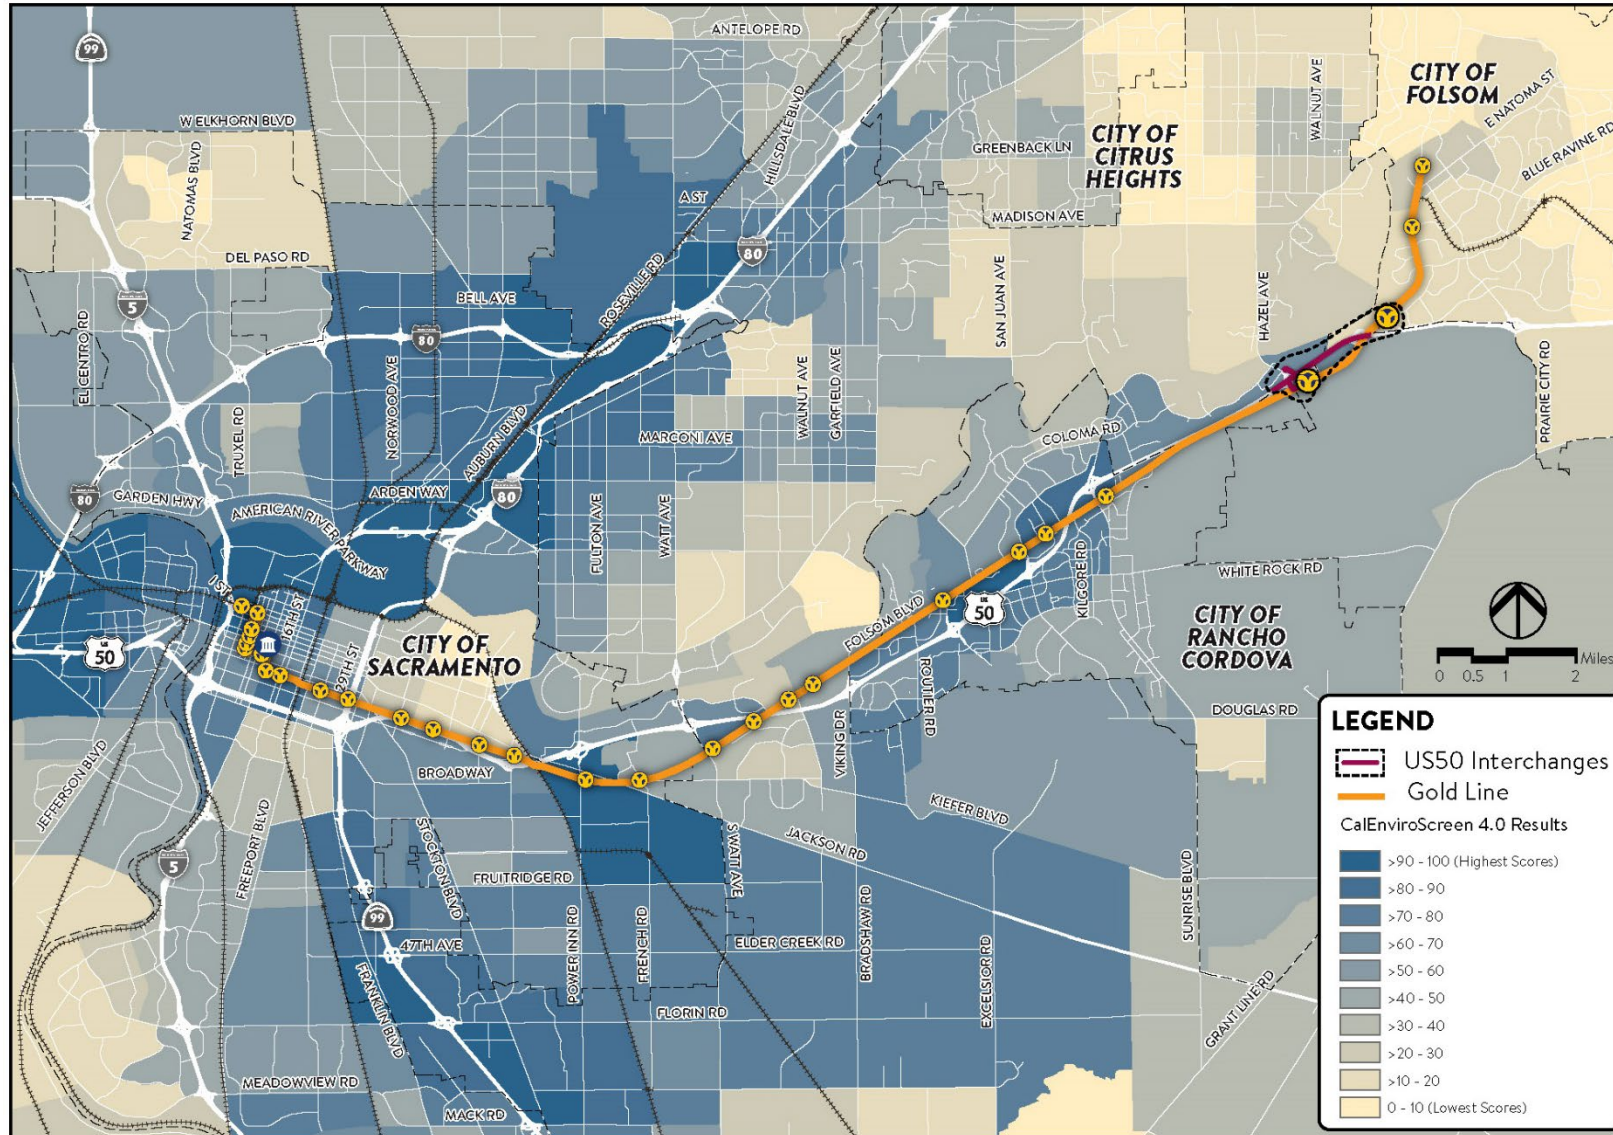 99
ANTELOPE RD
HILLSDALE BLVD
WALNUT AVE
CITY OF
FOLSOM
E NATOMA ST
BLUE RAVINE RD
W ELKHORN BLVD
NATOMAS BLVD
GREENBACK LN
CITY OF
CITRUS
HEIGHTS
A ST
MADISON AVE
DEL PASO RD
80
ROSEVILLE RD
SAN JUAN AVE
HAZEL AVE
5
BELL AVE
EL CENTRO RD
80
NORWOOD AVE
WALNUT AVE
GARFIELD AVE
PRAIRIE CITY RD
TRUXEL RD
AUBURN BLVD
MARCONI AVE
COLOMA RD
80
GARDEN HWY
ARDEN WAY
80
AMERICAN RIVER PARKWAY
FULTON AVE
WATT AVE
KILGORE RD
WHITE ROCK RD
I ST
16TH ST
US
50
FOLSOM BLVD
CITY OF
RANCHO
CORDOVA
US
50
CITY OF
SACRAMENTO
29TH ST
ROUTIER RD
0 0.5 1 2 Miles
DOUGLAS RD
VIKING DR
JEFFERSON BLVD
BROADWAY
FREEPORT BLVD
STOCKTON BLVD
S WATT AVE
JACKSON RD
KIEFER BLVD
5
FRUITRIDGE RD
SUNRISE BLVD
99
47TH AVE
POWER INN RD
FRENCH RD
ELDER CREEK RD
BRADSHAW RD
EXCELSIOR RD
FRANKLIN BLVD
FLORIN RD
GRANT LINE RD
MEADOWVIEW RD
MACK RD
LEGEND
US50 Interchanges
Gold Line
CalEnviroScreen 4.0 Results
>90 - 100 (Highest Scores)
>80 - 90
>70 - 80
>60 - 70
>50 - 60
>40 - 50
>30 - 40
>20 - 30
>10 - 20
0 - 10 (Lowest Scores)